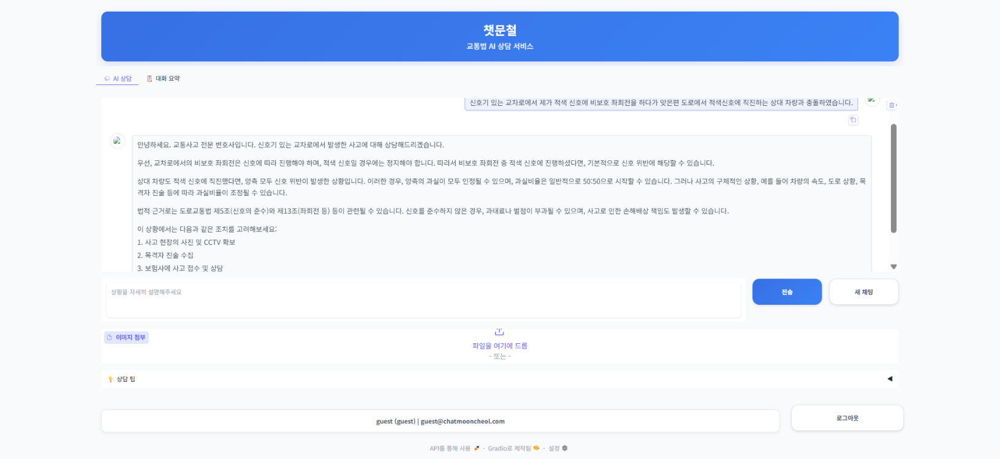 챗문철
교통법 AI 상담 서비스
AI 상담
대화 요약
신호기 있는 교차로에서 제가 적색 신호에 비보호 좌회전을 하다가 맞은편 도로에서 적색신호에 직진하는 상대 차량과 충돌하였습니다.
안녕하세요. 교통사고 전문 변호사입니다. 신호기 있는 교차로에서 발생한 사고에 대해 상담해드리겠습니다.
우선, 교차로에서의 비보호 좌회전은 신호에 따라 진행해야 하며, 적색 신호일 경우에는 정지해야 합니다. 따라서 비보호 좌회전 중 적색 신호에 진행하셨다면, 기본적으로 신호 위반에 해당할 수 있습니다.
상대 차량도 적색 신호에 직진했다면, 양측 모두 신호 위반이 발생한 상황입니다. 이러한 경우, 양측의 과실이 모두 인정될 수 있으며, 과실비율은 일반적으로 50:50으로 시작할 수 있습니다. 그러나 사고의 구체적인 상황, 예를 들어 차량의 속도, 도로 상황, 목
격자 진술 등에 따라 과실비율이 조정될 수 있습니다.
법적 근거로는 도로교통법 제5조(신호의 준수)와 제13조(좌회전 등) 등이 관련될 수 있습니다. 신호를 준수하지 않은 경우, 과태료나 벌점이 부과될 수 있으며, 사고로 인한 손해배상 책임도 발생할 수 있습니다.
이 상황에서는 다음과 같은 조치를 고려해보세요:
1. 사고 현장의 사진 및 CCTV 확보
2. 목격자 진술 수집
3. 보험사에 사고 접수 및 상담
상황을 자세히 설명해주세요
전송
새 채팅
이미지 첨부
파일을 여기에 드롭
- 또는 -
상담 팁
guest (guest) | guest@chatmooncheol.com
로그아웃
API를 통해 사용 · Gradio로 제작됨 · 설정